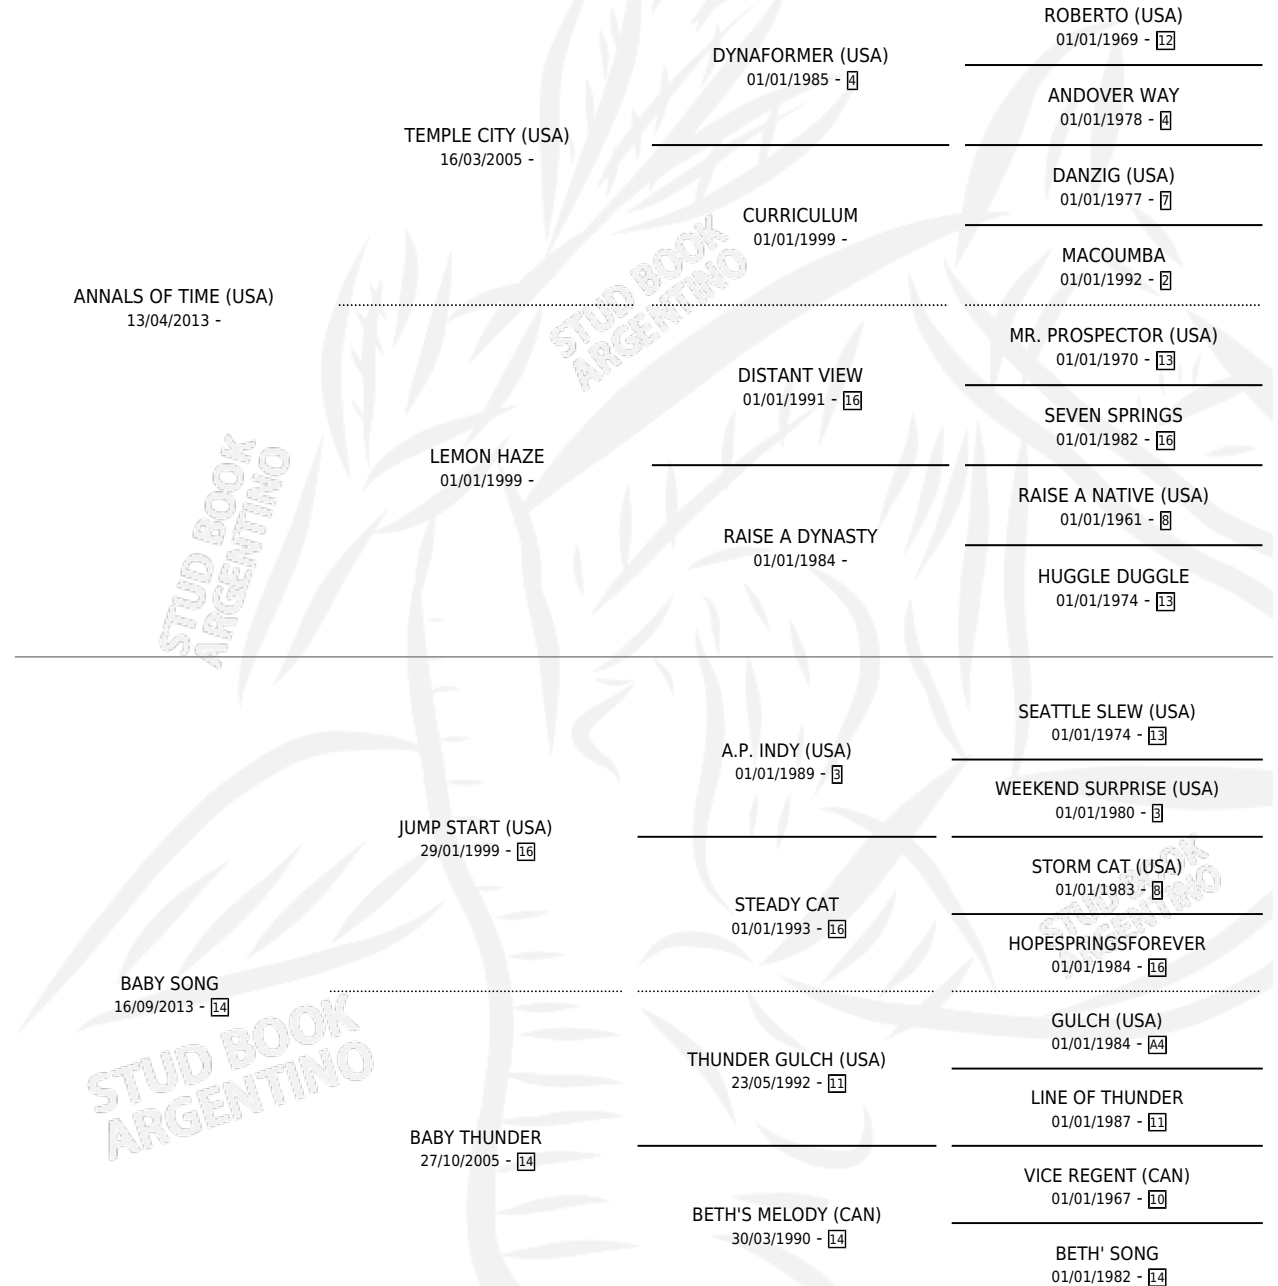 ROBERTO (USA)
01/01/1969 - 12
DYNAFORMER (USA)
01/01/1985 - 4
ANDOVER WAY
01/01/1978 - 4
TEMPLE CITY (USA)
16/03/2005 -
DANZIG (USA)
01/01/1977 - 7
CURRICULUM
01/01/1999 -
MACOUMBA
01/01/1992 - 2
ANNALS OF TIME (USA)
13/04/2013 -
MR. PROSPECTOR (USA)
01/01/1970 - 13
DISTANT VIEW
01/01/1991 - 16
SEVEN SPRINGS
01/01/1982 - 16
LEMON HAZE
01/01/1999 -
RAISE A NATIVE (USA)
01/01/1961 - 8
RAISE A DYNASTY
01/01/1984 -
HUGGLE DUGGLE
01/01/1974 - 13
SEATTLE SLEW (USA)
01/01/1974 - 13
A.P. INDY (USA)
01/01/1989 - 3
WEEKEND SURPRISE (USA)
01/01/1980 - 3
JUMP START (USA)
29/01/1999 - 16
STORM CAT (USA)
01/01/1983 - 8
STEADY CAT
01/01/1993 - 16
HOPESPRINGSFOREVER
01/01/1984 - 16
BABY SONG
16/09/2013 - 14
GULCH (USA)
01/01/1984 - A4
THUNDER GULCH (USA)
23/05/1992 - 11
LINE OF THUNDER
01/01/1987 - 11
BABY THUNDER
27/10/2005 - 14
VICE REGENT (CAN)
01/01/1967 - 10
BETH'S MELODY (CAN)
30/03/1990 - 14
BETH' SONG
01/01/1982 - 14
STUD BOOK
ARGENTINO
STUD BOOK
ARGENTINO
STUD BOOK
ARGENTINO
STUD BOOK
ARGENTINO